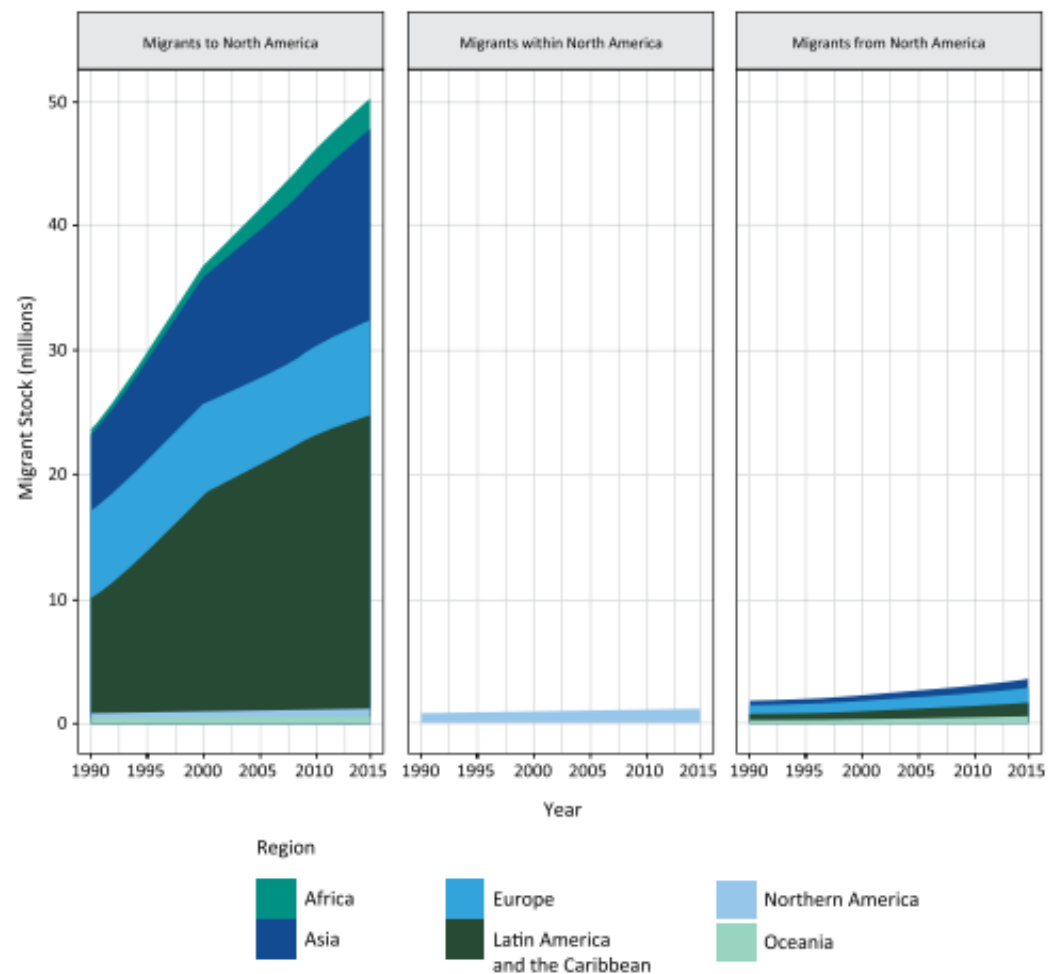 Migrants to North America
Migrants within North America
Migrants from North America
Migrant Stock (millions)
50
40
30
20
10
0
1990 1995 2000 2005 2010 2015
1990 1995 2000 2005 2010 2015
1990 1995 2000 2005 2010 2015
Year
Region
Africa
Asia
Europe
Latin America
and the Caribbean
Northern America
Oceania